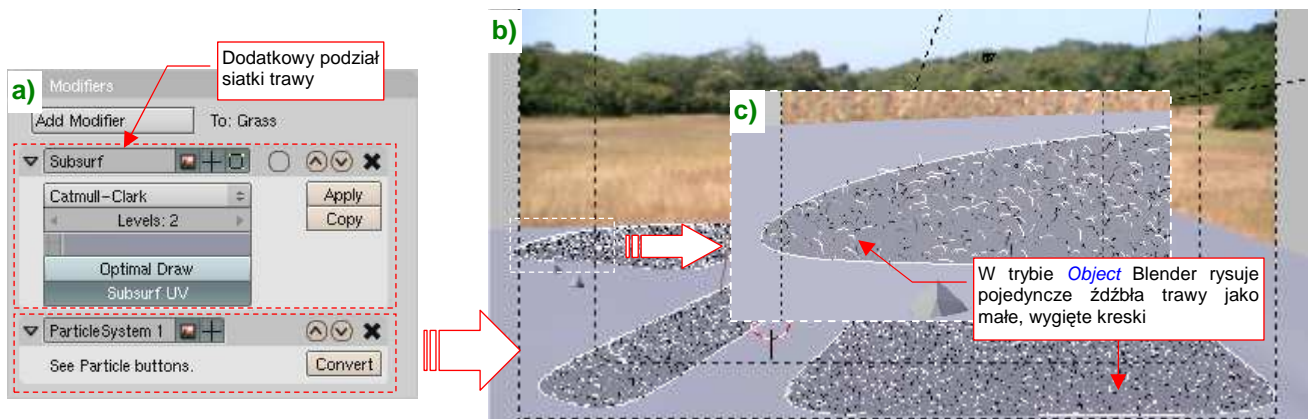 Dodatkowy podział
siatki trawy
a)
Modifiers
Add Modifier
To: Grass
Subsurf
Catmull-Clark
Levels: 2
Optimal Draw
Subsurf UV
Apply
Copy
ParticleSystem 1
See Particle buttons.
Convert
b)
c)
W trybie Object Blender rysuje
pojedyncze źdźbła trawy jako
małe, wygięte kreski